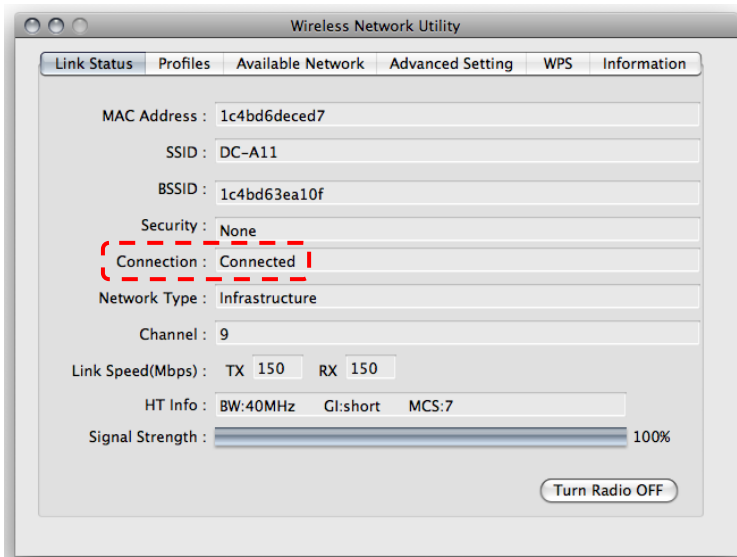 Wireless Network Utility
Link Status Profiles Available Network Advanced Setting WPS Information
MAC Address : 1c4bd6deced7
SSID : DC-A11
BSSID : 1c4bd63ea10f
Security : None
Connection : Connected
Network Type : Infrastructure
Channel : 9
Link Speed(Mbps) : TX 150 RX 150
HT Info : BW:40MHz GI:short MCS:7
Signal Strength : 100%
Turn Radio OFF